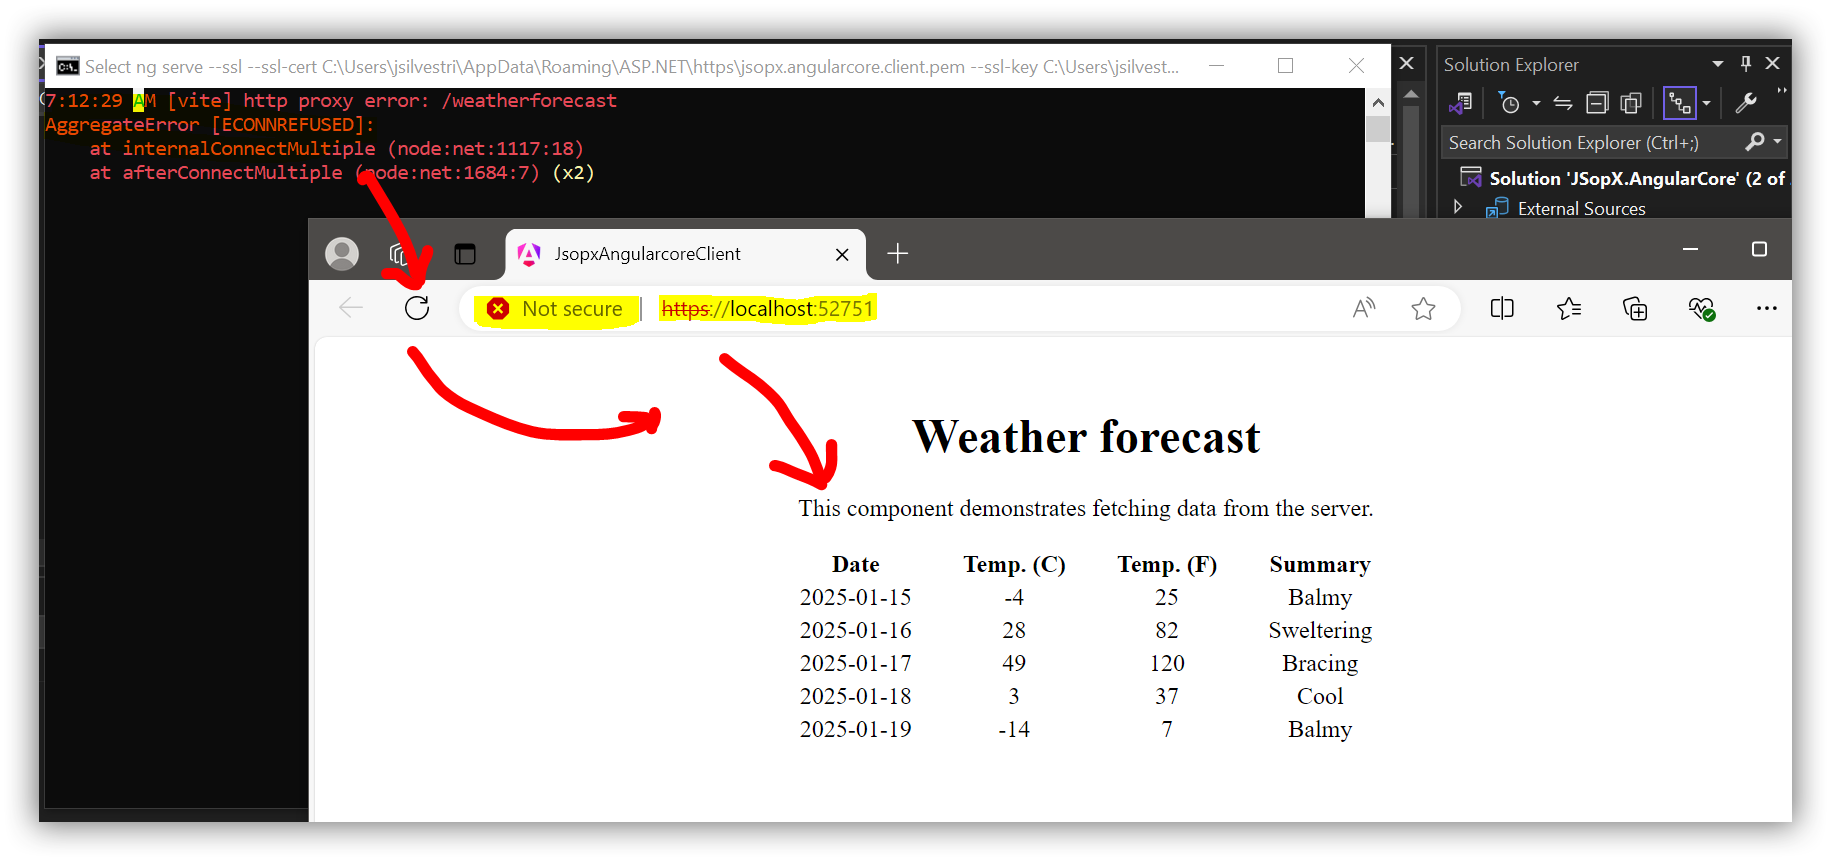 Select ng serve --ssl --ssl-cert C:\Users\jsilvestri\AppData\Roaming\ASP.NET\https\jsopx.angularcore.client.pem --ssl-key C:\Users\jsilvest...
7:12:29 AM [vite] http proxy error: /weatherforecast
AggregateError [ECONNREFUSED]:
at internalConnectMultiple (node:net:1117:18)
at afterConnectMultiple (node:net:1684:7) (x2)
Solution Explorer
Search Solution Explorer (Ctrl+;)
Solution 'JSopX.AngularCore' (2 of
External Sources
JsopxAngularcoreClient
Not secure
https://localhost:52751
Weather forecast
This component demonstrates fetching data from the server.
Date Temp. (C) Temp. (F) Summary
2025-01-15 -4 25 Balmy
2025-01-16 28 82 Sweltering
2025-01-17 49 120 Bracing
2025-01-18 3 37 Cool
2025-01-19 -14 7 Balmy